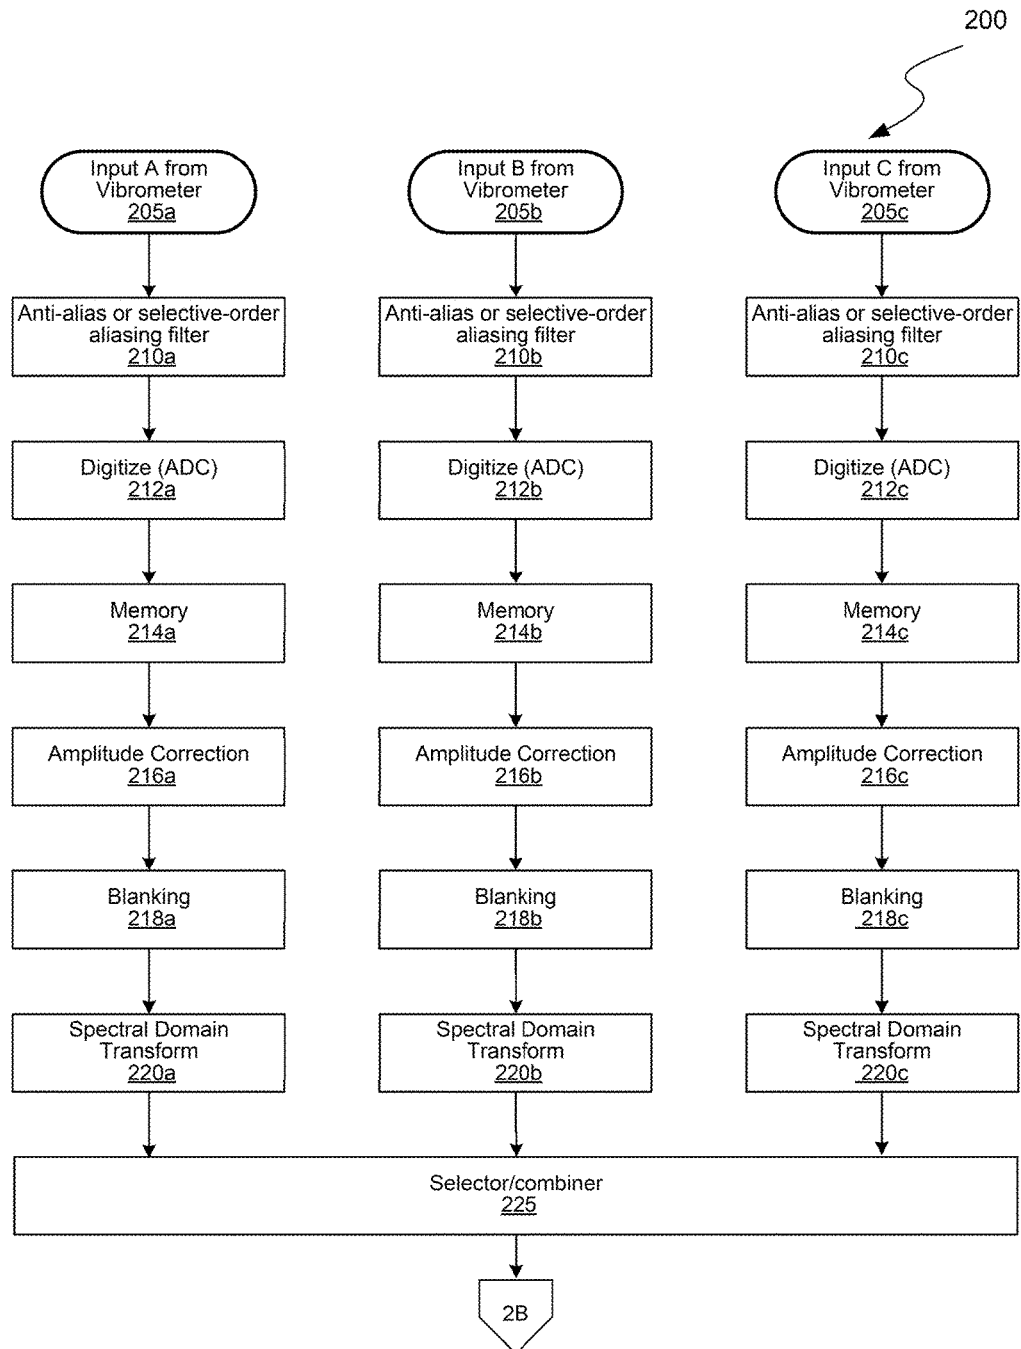 200
Input A from
Vibrometer
205a
Input B from
Vibrometer
205b
Input C from
Vibrometer
205c
Anti-alias or selective-order
aliasing filter
210a
Anti-alias or selective-order
aliasing filter
210b
Anti-alias or selective-order
aliasing filter
210c
Digitize (ADC)
212a
Digitize (ADC)
212b
Digitize (ADC)
212c
Memory
214a
Memory
214b
Memory
214c
Amplitude Correction
216a
Amplitude Correction
216b
Amplitude Correction
216c
Blanking
218a
Blanking
218b
Blanking
218c
Spectral Domain
Transform
220a
Spectral Domain
Transform
220b
Spectral Domain
Transform
220c
Selector/combiner
225
2B